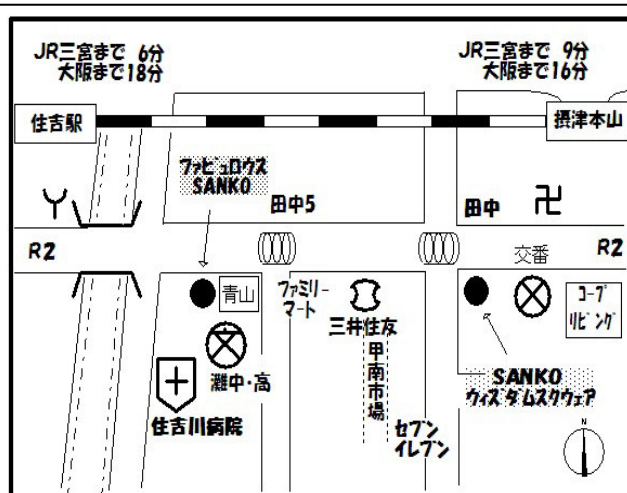 JR三宮まで 6分
大阪まで18分
JR三宮まで 9分
大阪まで16分
住吉駅
摂津本山
ファビュロウス
SANKO
田中5
田中
R2
交番
R2
青山
ファミリー
マート
三井住友
コープ
リビング
灘中・高
甲南市場
SANKO
ウィズダムスクウェア
住吉川病院
セブン
イレブン
N